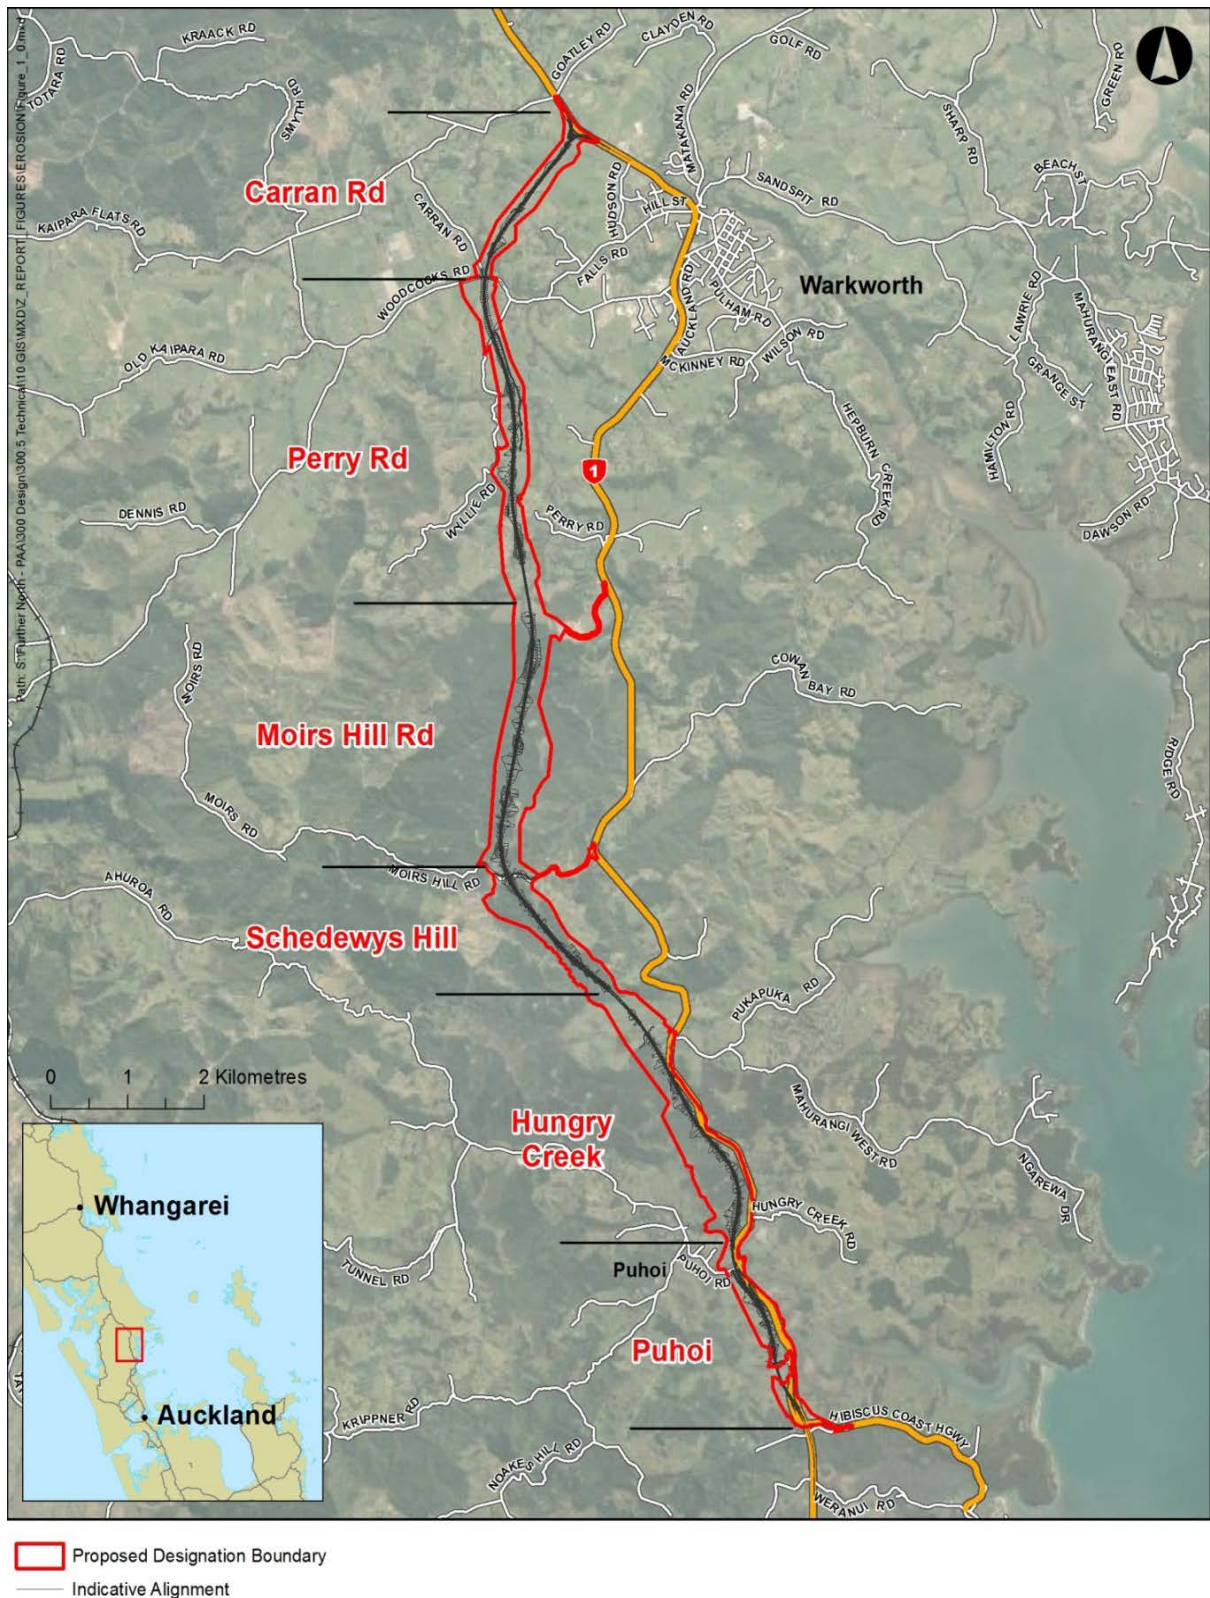 KRAACK RD
TOTARA RD
SMYTH RD
GOATLEY RD
CLAYDEN RD
GOLF RD
GREEN RD
SHARP RD
MATAKANA RD
BEACH ST
SANDSPIT RD
HUDSON RD
HILL ST
Carran Rd
CARRAN RD
KAIPARA FLATS RD
FALLS RD
WOODCOCKS RD
Warkworth
AUCKLAND RD
PULHAM RD
WILSON RD
MCKINNEY RD
LAWRIE RD
MAHURANGI EAST RD
GRANGE ST
OLD KAIPARA RD
HAMILTON RD
HEPBURN CREEK RD
Perry Rd
1
WYLLIE RD
PERRY RD
DENNIS RD
DAWSON RD
MOIRS RD
COWAN BAY RD
Moirs Hill Rd
RIDGE RD
MOIRS RD
MOIRS HILL RD
AHUROA RD
Schedewys Hill
PUKAPUKA RD
0 1 2 Kilometres
MAHURANGI WEST RD
Hungry
Creek
NGAREWA DR
HUNGRY CREEK RD
Whangarei
TUNNEL RD
Puhoi
PUHOI RD
Puhoi
Auckland
KRIPPNER RD
HIBISCUS COAST HGWY
NOAKES HILL RD
WERANUI RD
Proposed Designation Boundary
Indicative Alignment